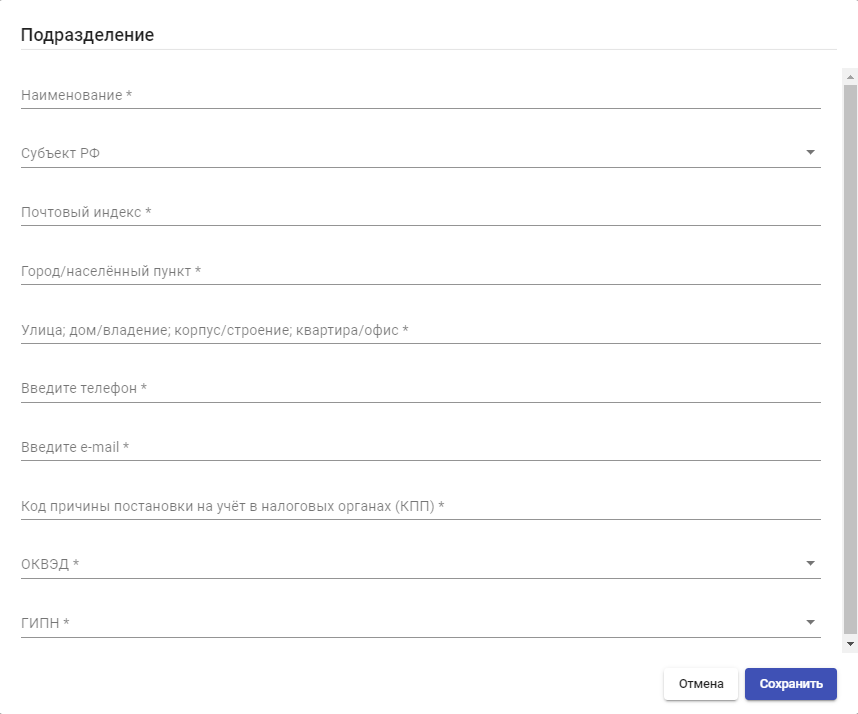 Подразделение
Наименование *
Субъект РФ
Почтовый индекс *
Город/населённый пункт *
Улица; дом/владение; корпус/строение; квартира/офис *
Введите телефон *
Введите e-mail *
Код причины постановки на учёт в налоговых органах (КПП) *
ОКВЭД *
ГИПН *
Отмена Сохранить